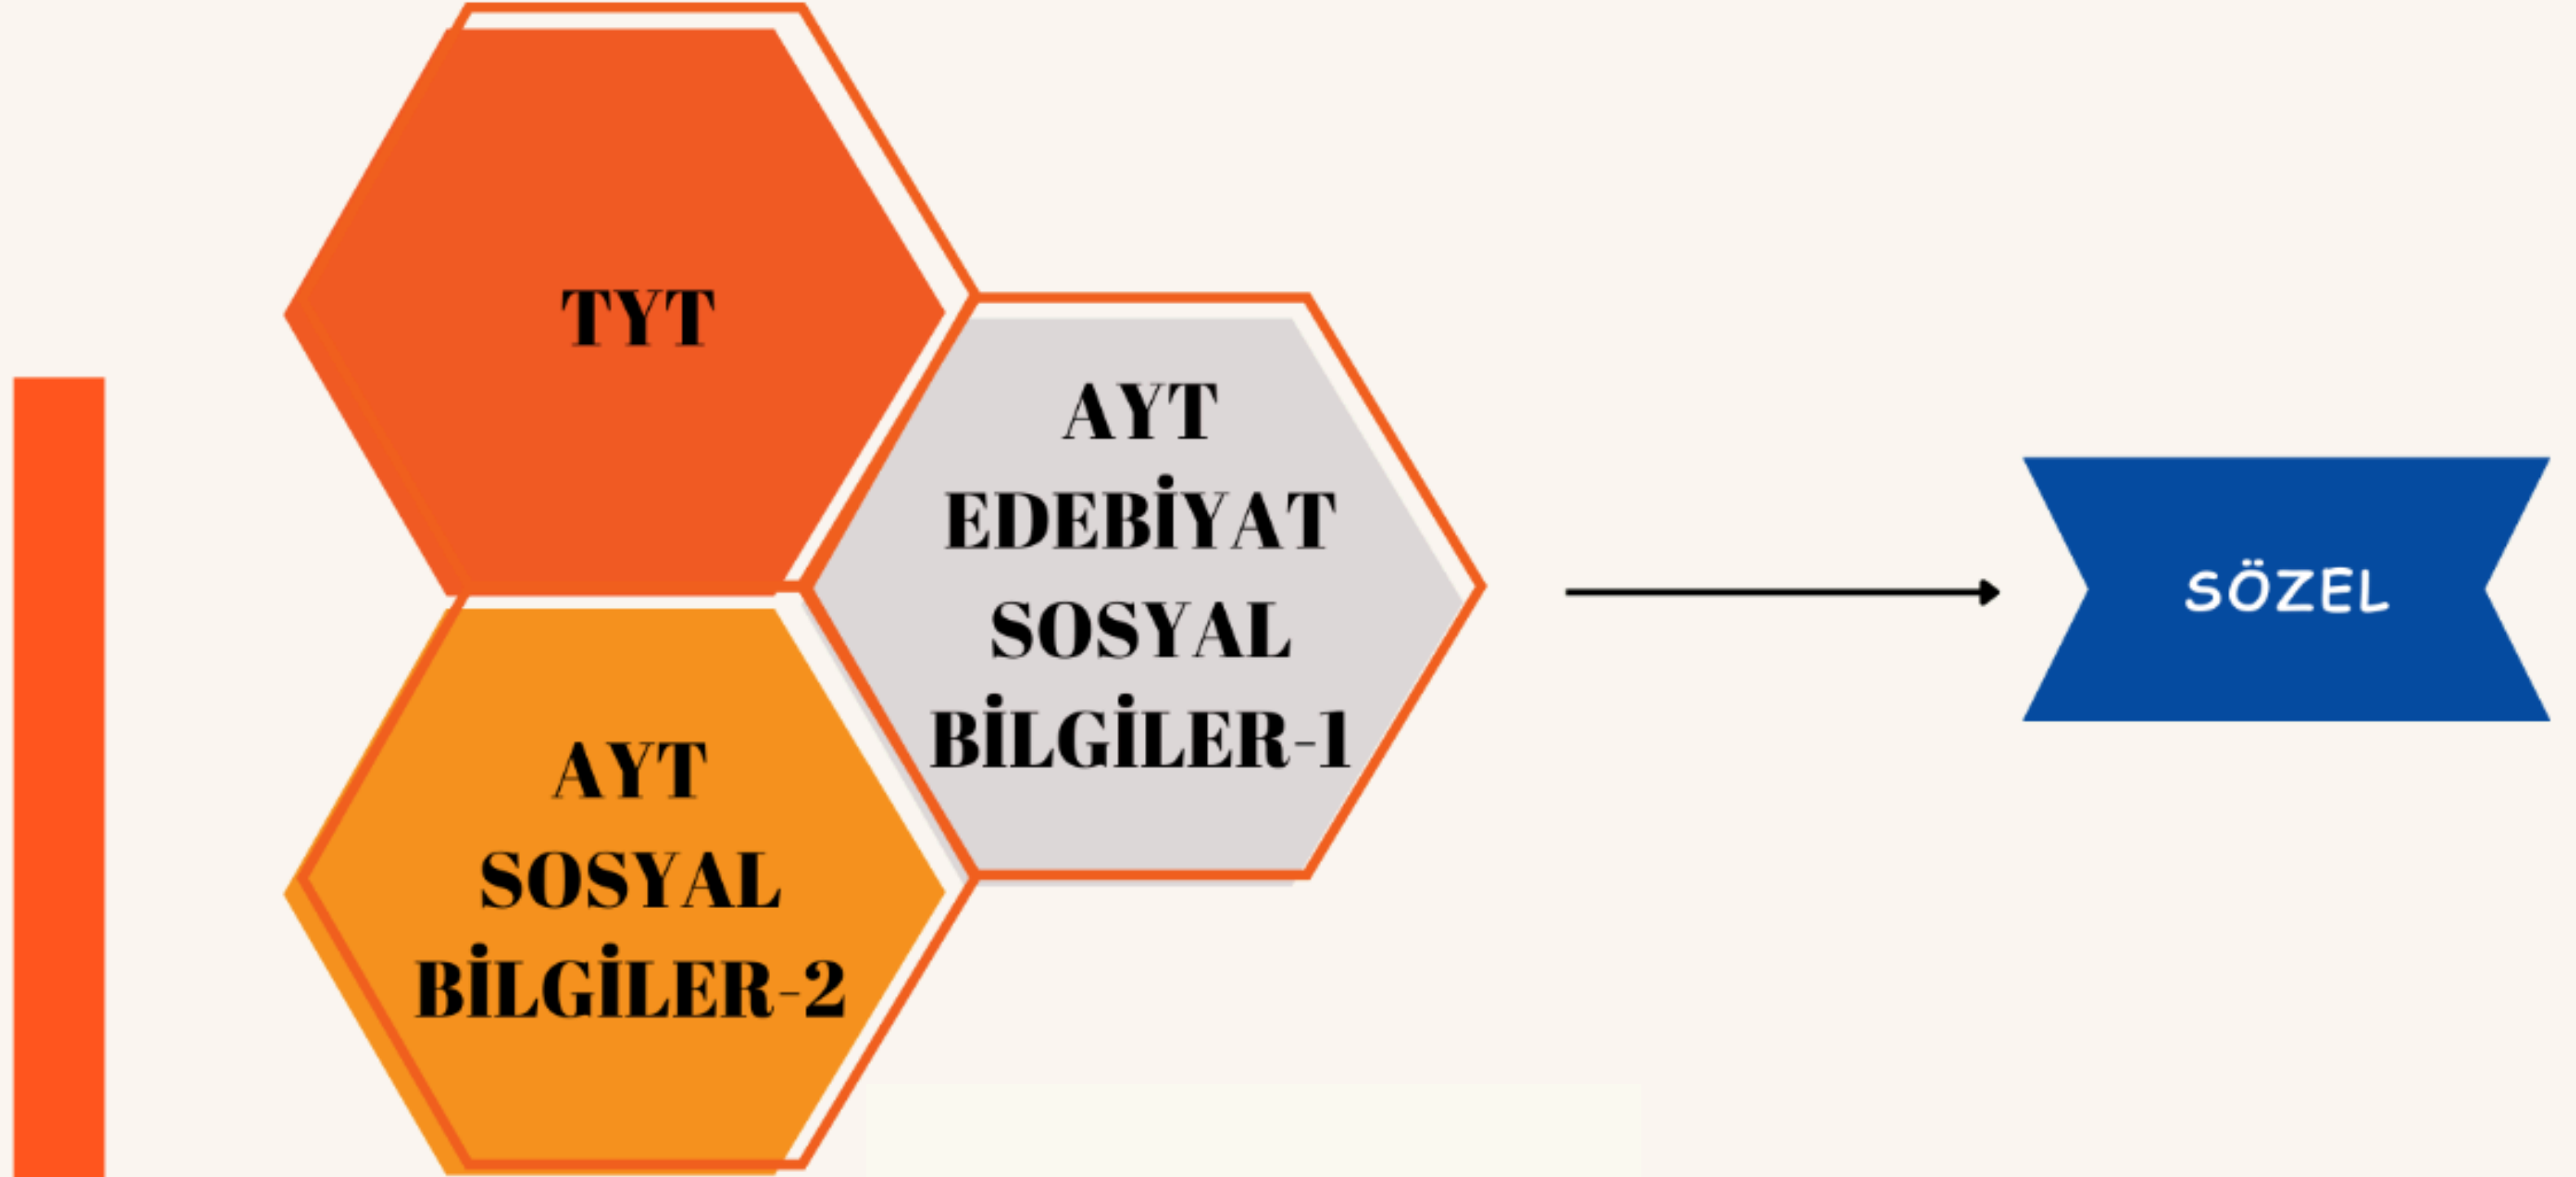 TYT
AYT
EDEBİYAT
SOSYAL
BİLGİLER-1
AYT
SOSYAL
BİLGİLER-2
SÖZEL